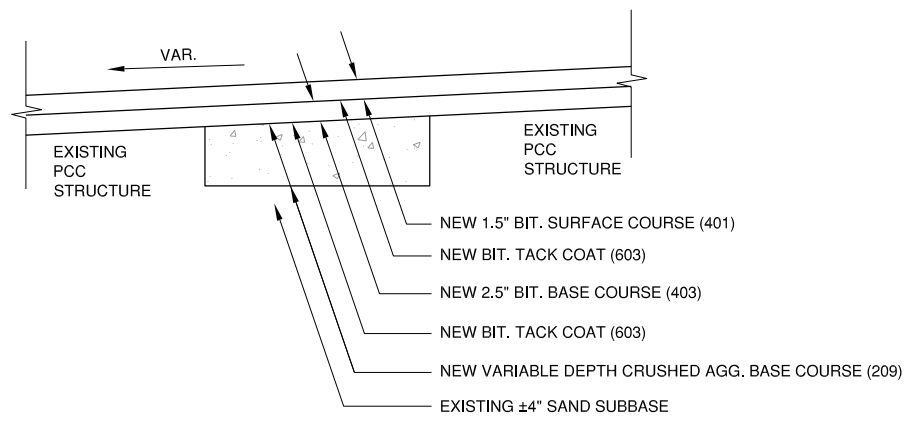 VAR.
EXISTING
PCC
STRUCTURE
EXISTING
PCC
STRUCTURE
NEW 1.5" BIT. SURFACE COURSE (401)
NEW BIT. TACK COAT (603)
NEW 2.5" BIT. BASE COURSE (403)
NEW BIT. TACK COAT (603)
NEW VARIABLE DEPTH CRUSHED AGG. BASE COURSE (209)
EXISTING ±4" SAND SUBBASE